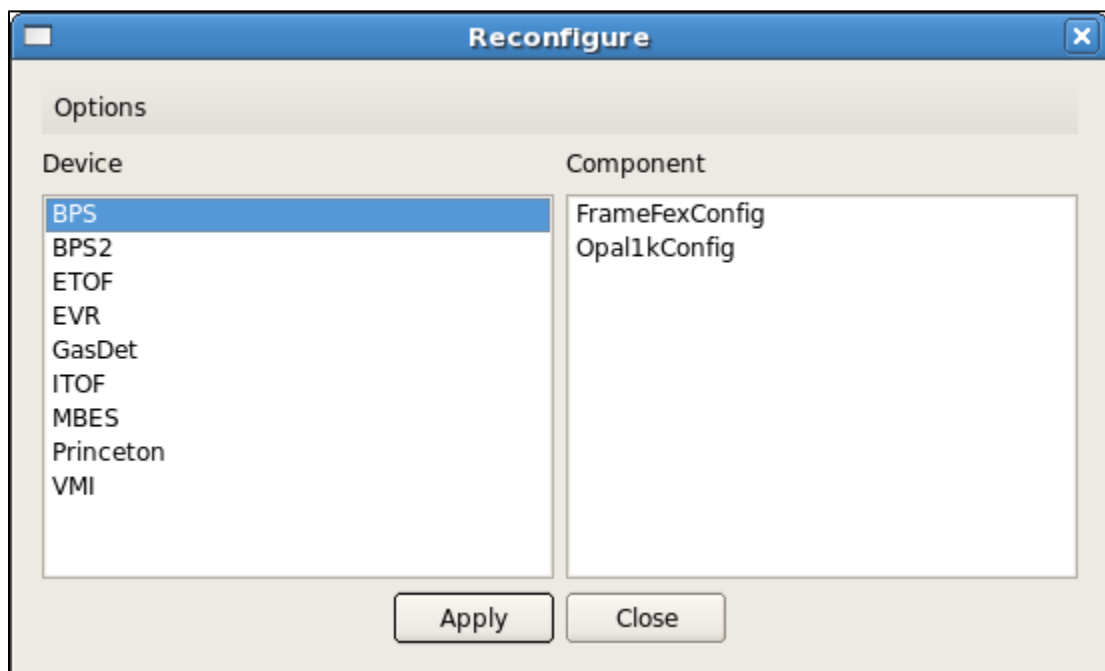 Reconfigure
Options
Device
Component
BPS
BPS2
ETOF
EVR
GasDet
ITOF
MBES
Princeton
VMI
FrameFexConfig
Opal1kConfig
Apply
Close